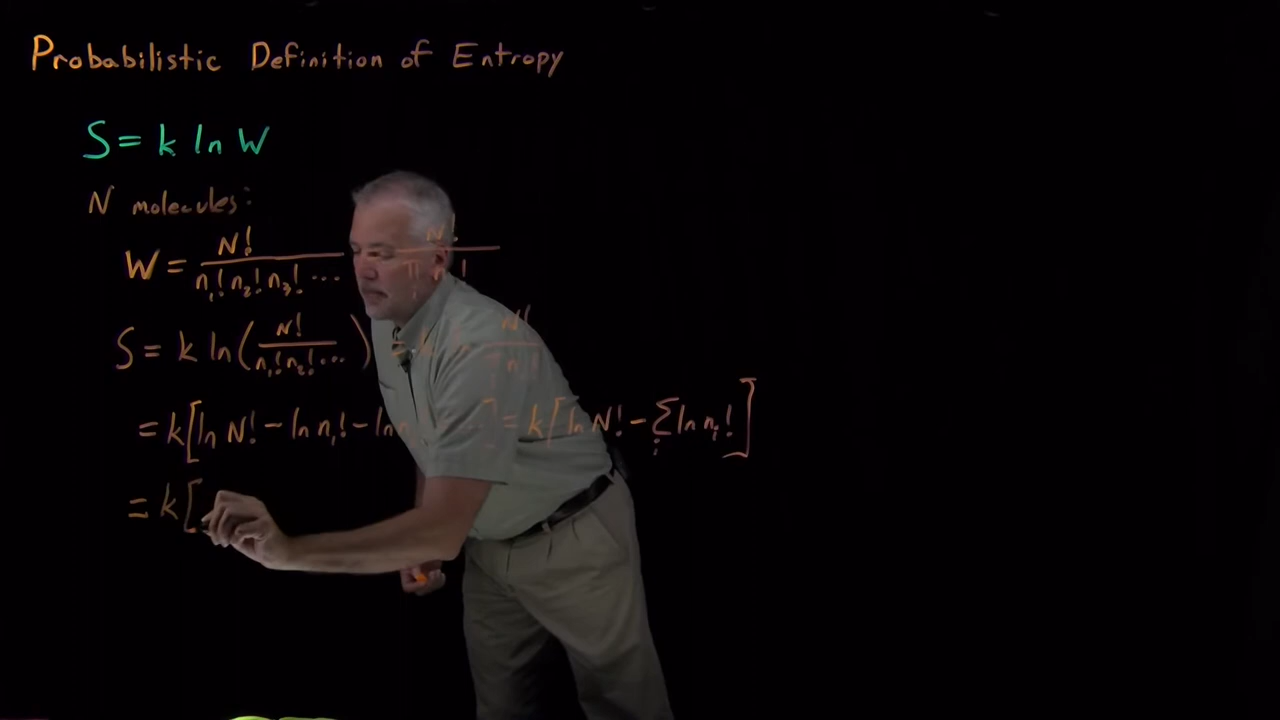 Probabilistic Definition of Entropy
S = k ln W
N molecules:
W = N! / n₁! n₂! n₃! ⋯ N!
S = k ln( N! / n₁! n₂! ⋯ ) = N!
= k[ln N! − ln n₁! − ln ⋯] = k[ln N! − ∑ᵢ ln nᵢ!]
= k[